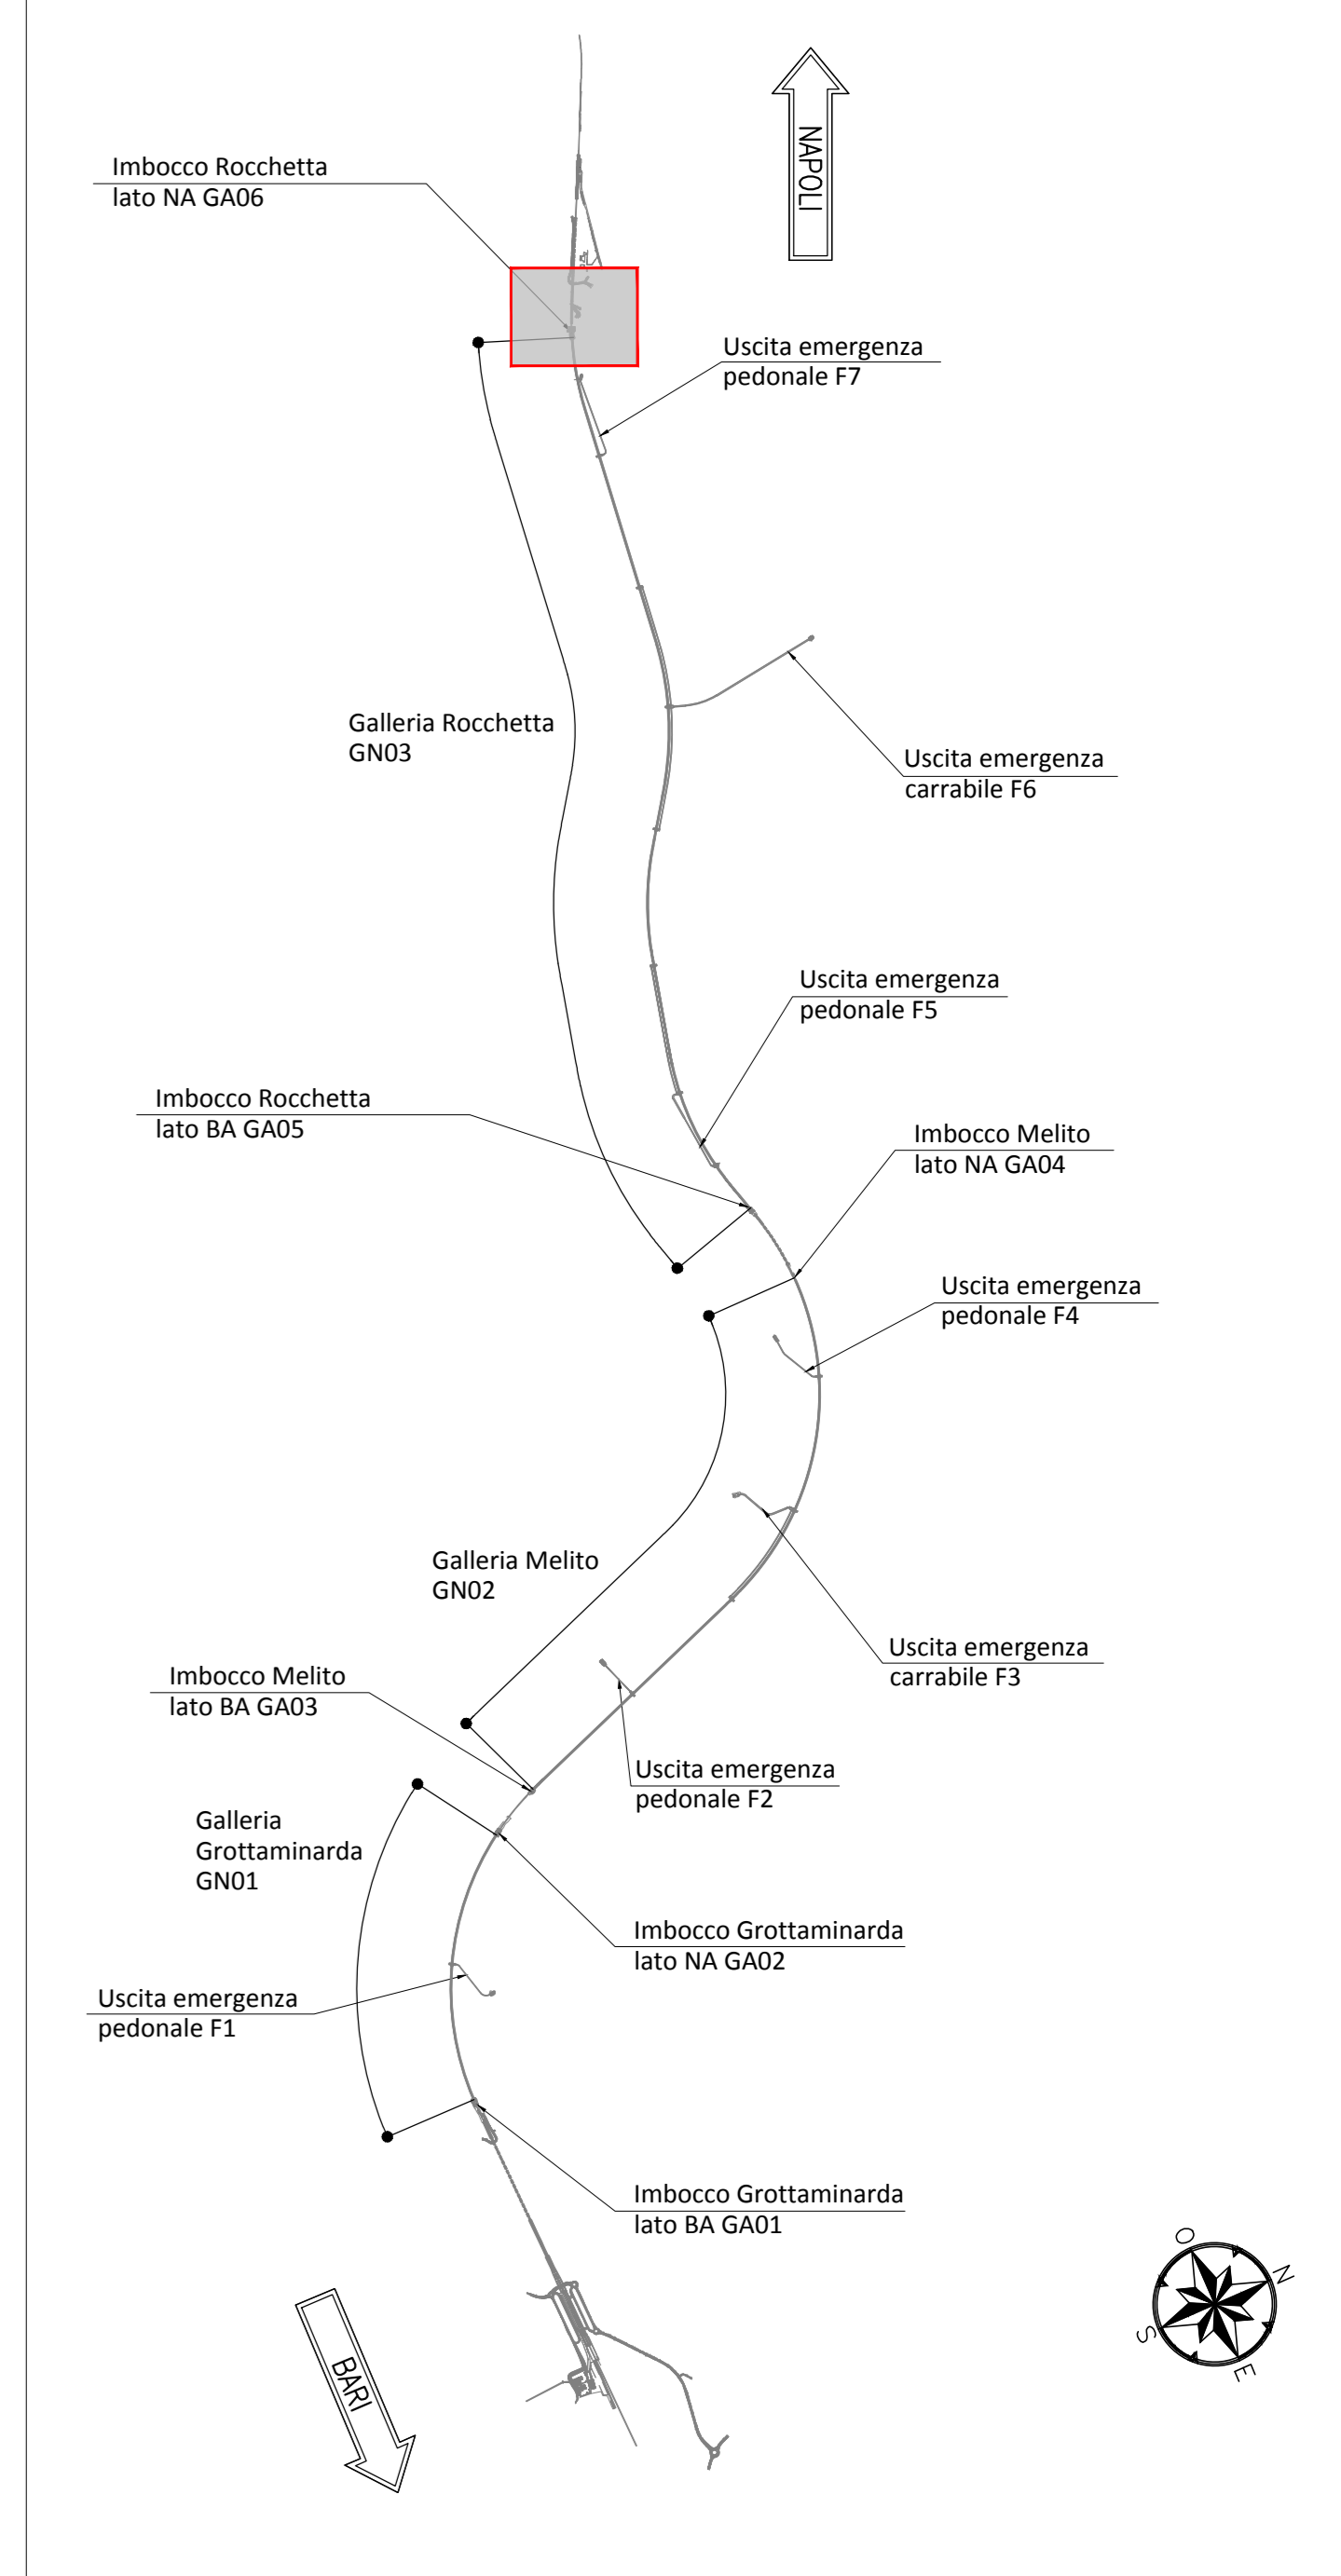 NAPOLI
Imbocco Rocchetta
lato NA GA06
Uscita emergenza
pedonale F7
Galleria Rocchetta
GN03
Uscita emergenza
carrabile F6
Uscita emergenza
pedonale F5
Imbocco Rocchetta
lato BA GA05
Imbocco Melito
lato NA GA04
Uscita emergenza
pedonale F4
Galleria Melito
GN02
Uscita emergenza
carrabile F3
Imbocco Melito
lato BA GA03
Uscita emergenza
pedonale F2
Galleria
Grottaminarda
GN01
Imbocco Grottaminarda
lato NA GA02
Uscita emergenza
pedonale F1
Imbocco Grottaminarda
lato BA GA01
O
N
S
E
BARI